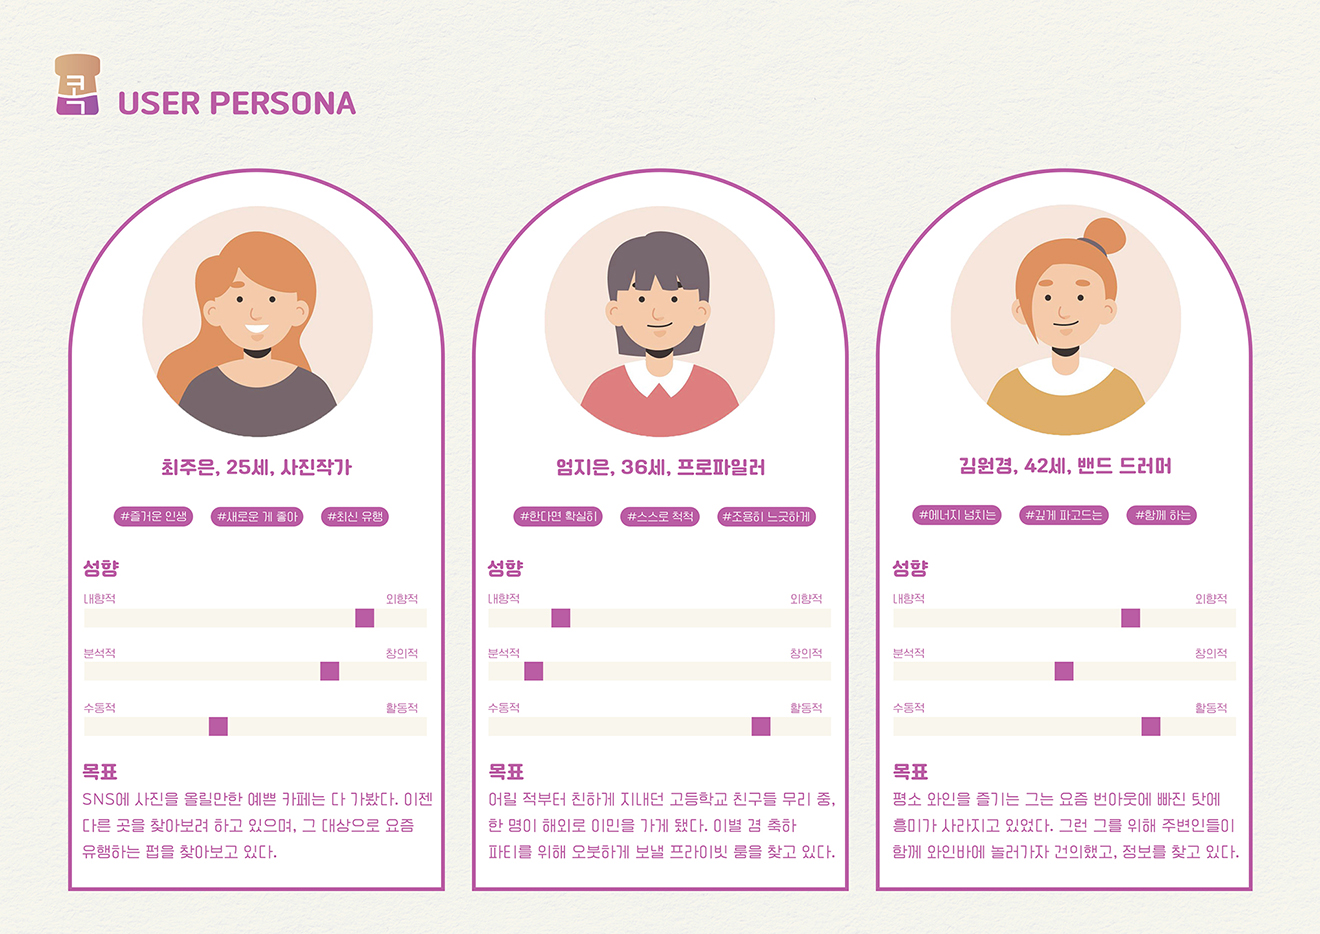 콕
USER PERSONA
최주은, 25세, 사진작가
#즐거운 인생 #새로운 게 좋아 #최신 유행
성향
내향적 외향적
분석적 창의적
수동적 활동적
목표
SNS에 사진을 올릴만한 예쁜 카페는 다 가봤다. 이젠
다른 곳을 찾아보려 하고 있으며, 그 대상으로 요즘
유행하는 펍을 찾아보고 있다.
엄지은, 36세, 프로파일러
#한다면 확실히 #스스로 척척 #조용히 느긋하게
성향
내향적 외향적
분석적 창의적
수동적 활동적
목표
어릴 적부터 친하게 지내던 고등학교 친구들 무리 중,
한 명이 해외로 이민을 가게 됐다. 이별 겸 축하
파티를 위해 오붓하게 보낼 프라이빗 룸을 찾고 있다.
김원경, 42세, 밴드 드러머
#에너지 넘치는 #깊게 파고드는 #함께 하는
성향
내향적 외향적
분석적 창의적
수동적 활동적
목표
평소 와인을 즐기는 그는 요즘 번아웃에 빠진 탓에
흥미가 사라지고 있었다. 그런 그를 위해 주변인들이
함께 와인바에 놀러가자 건의했고, 정보를 찾고 있다.